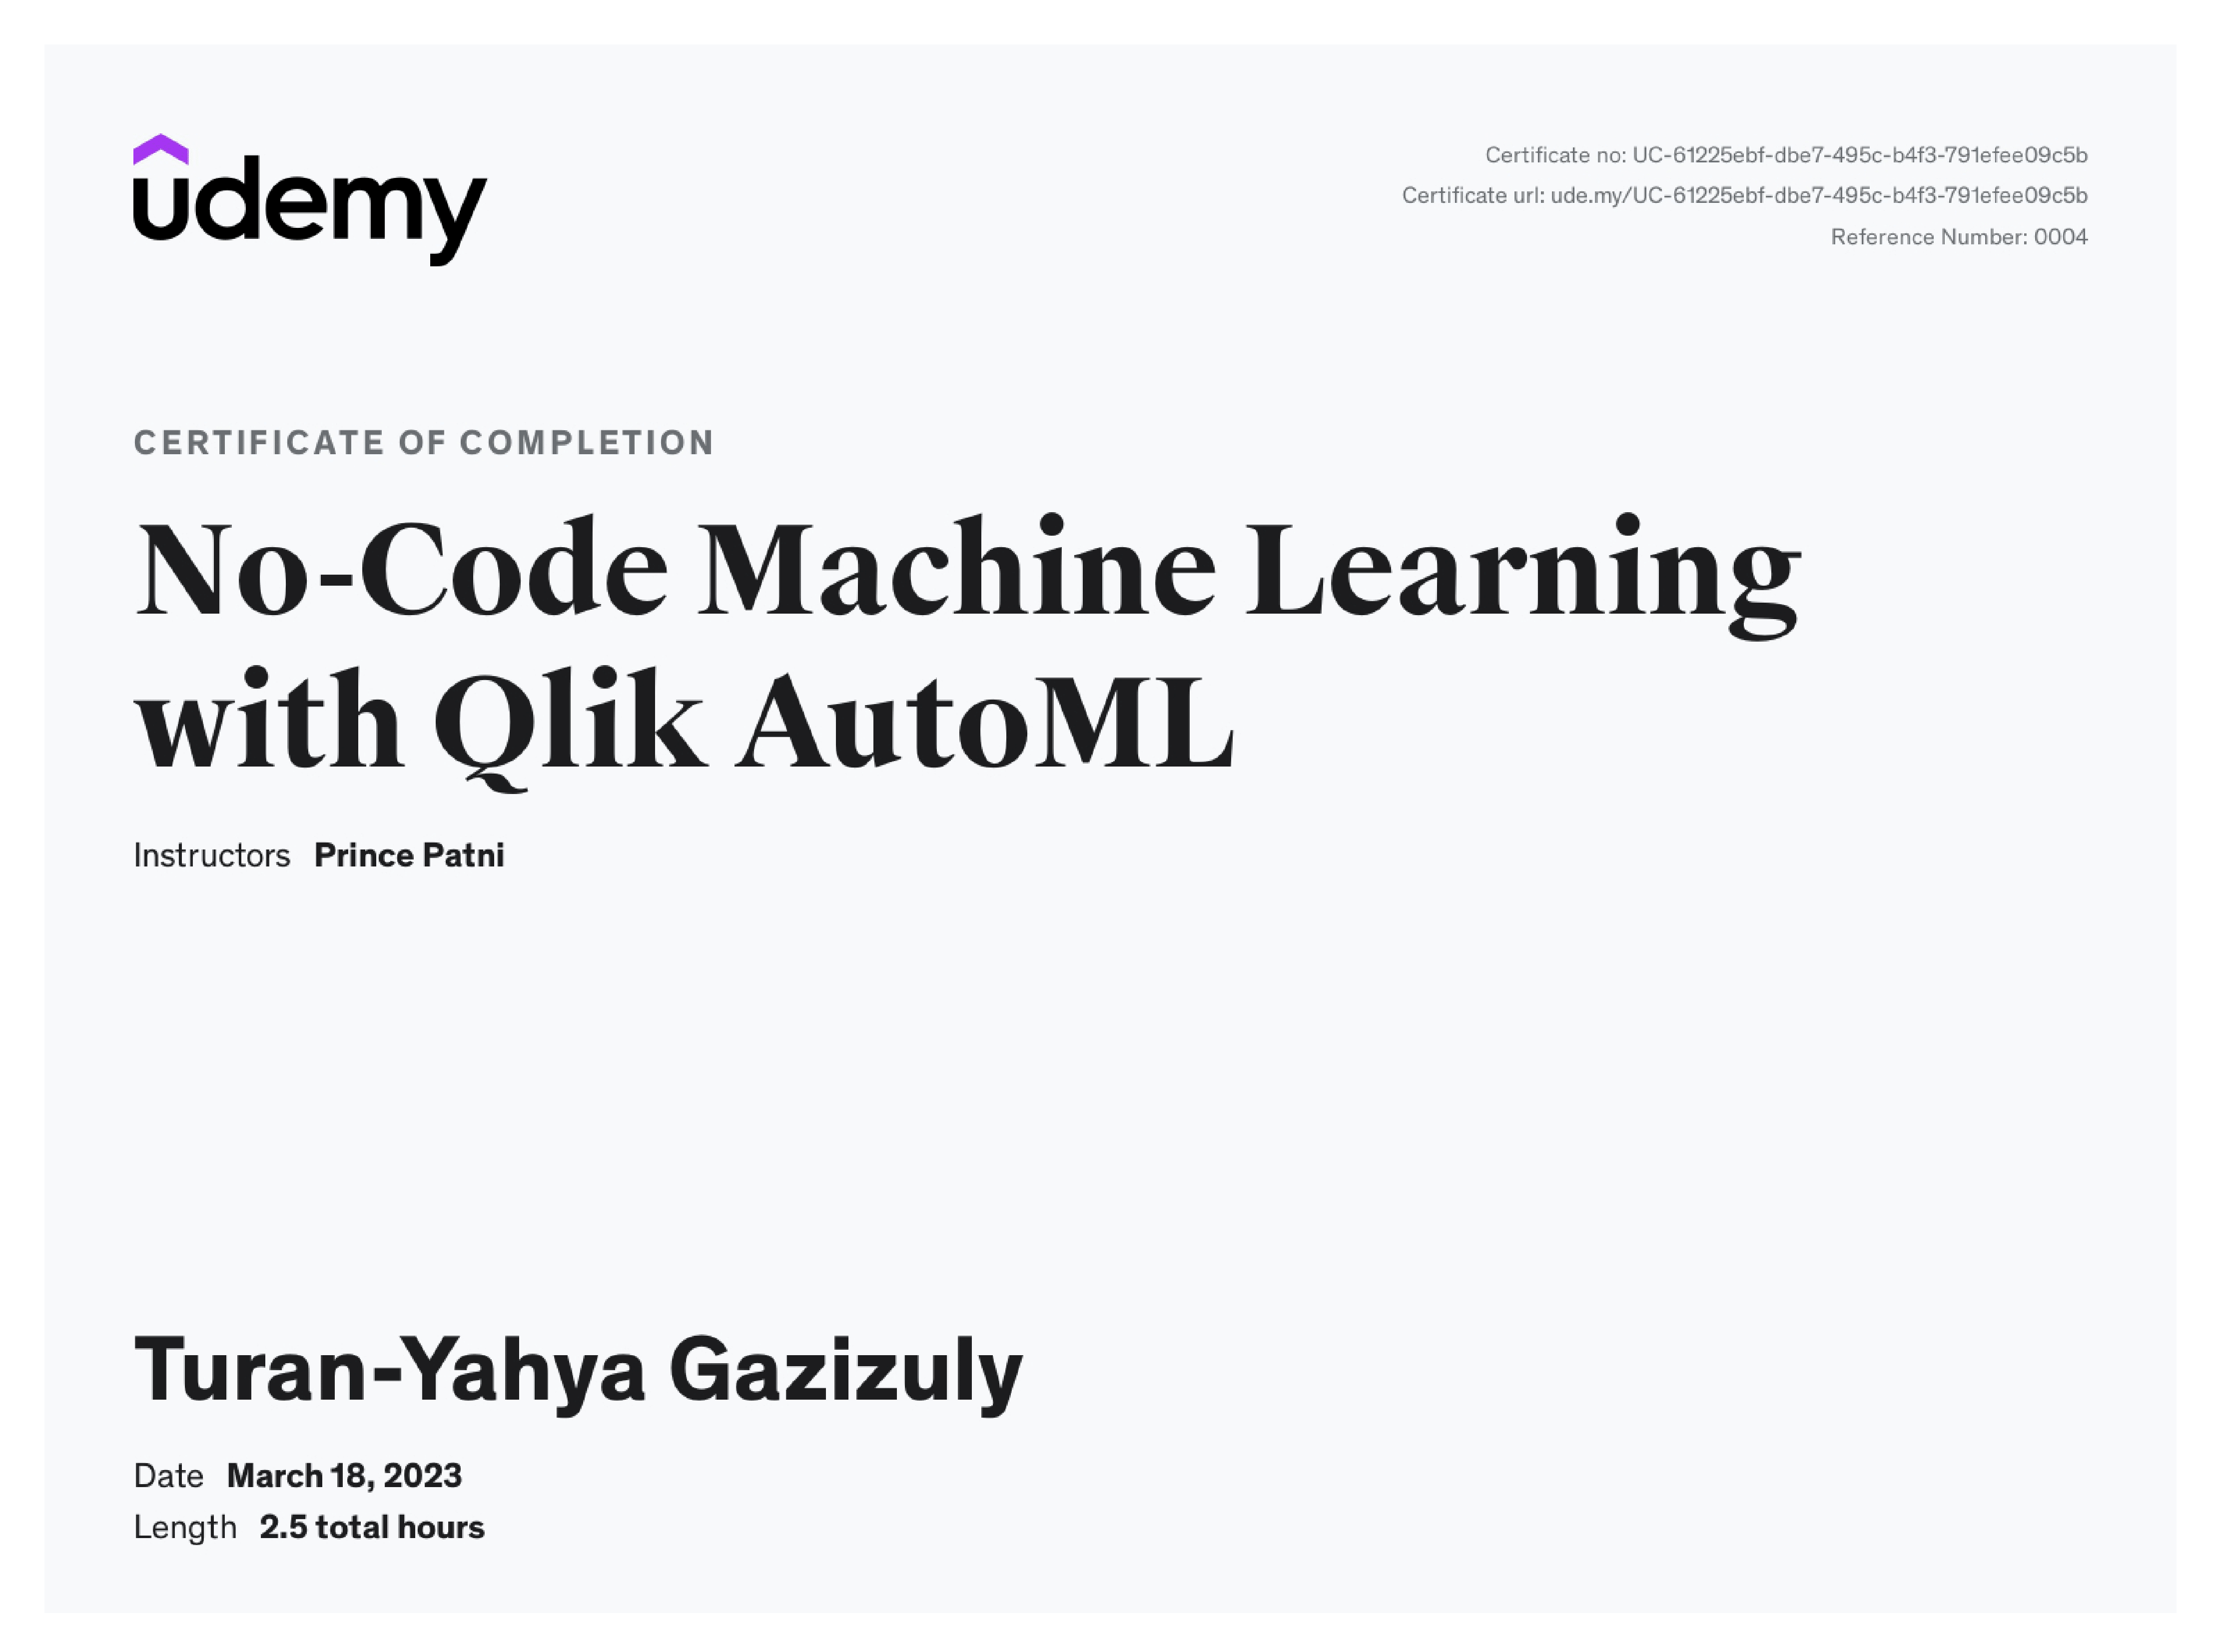 udemy
Certificate no: UC-61225ebf-dbe7-495c-b4f3-791efee09c5b
Certificate url: ude.my/UC-61225ebf-dbe7-495c-b4f3-791efee09c5b
Reference Number: 0004
CERTIFICATE OF COMPLETION
No-Code Machine Learning
with Qlik AutoML
Instructors Prince Patni
Turan-Yahya Gazizuly
Date March 18, 2023
Length 2.5 total hours